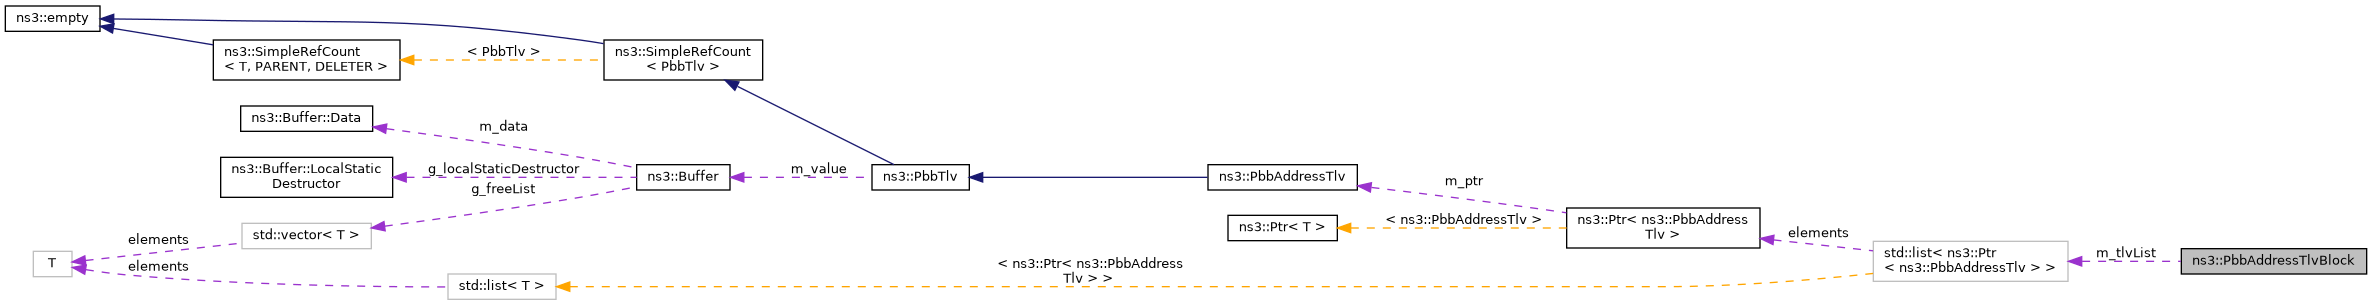 ns3::empty
ns3::SimpleRefCount
< T, PARENT, DELETER >
< PbbTlv >
ns3::SimpleRefCount
< PbbTlv >
ns3::Buffer::Data
m_data
ns3::Buffer::LocalStatic
Destructor
g_localStaticDestructor
g_freeList
ns3::Buffer
m_value
ns3::PbbTlv
ns3::PbbAddressTlv
m_ptr
< ns3::PbbAddressTlv >
ns3::Ptr< T >
ns3::Ptr< ns3::PbbAddress
Tlv >
elements
std::vector< T >
elements
T
elements
std::list< T >
< ns3::Ptr< ns3::PbbAddress
Tlv > >
std::list< ns3::Ptr
< ns3::PbbAddressTlv > >
m_tlvList
ns3::PbbAddressTlvBlock